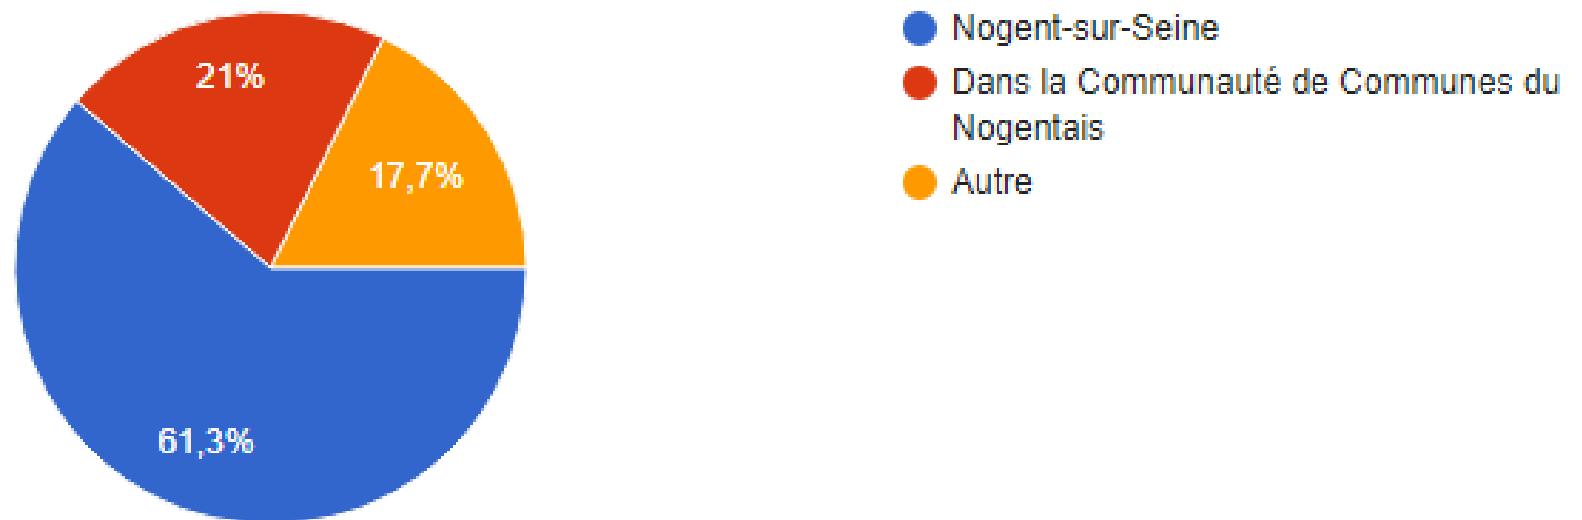 21%
17,7%
61,3%
Nogent-sur-Seine
Dans la Communauté de Communes du
Nogentais
Autre